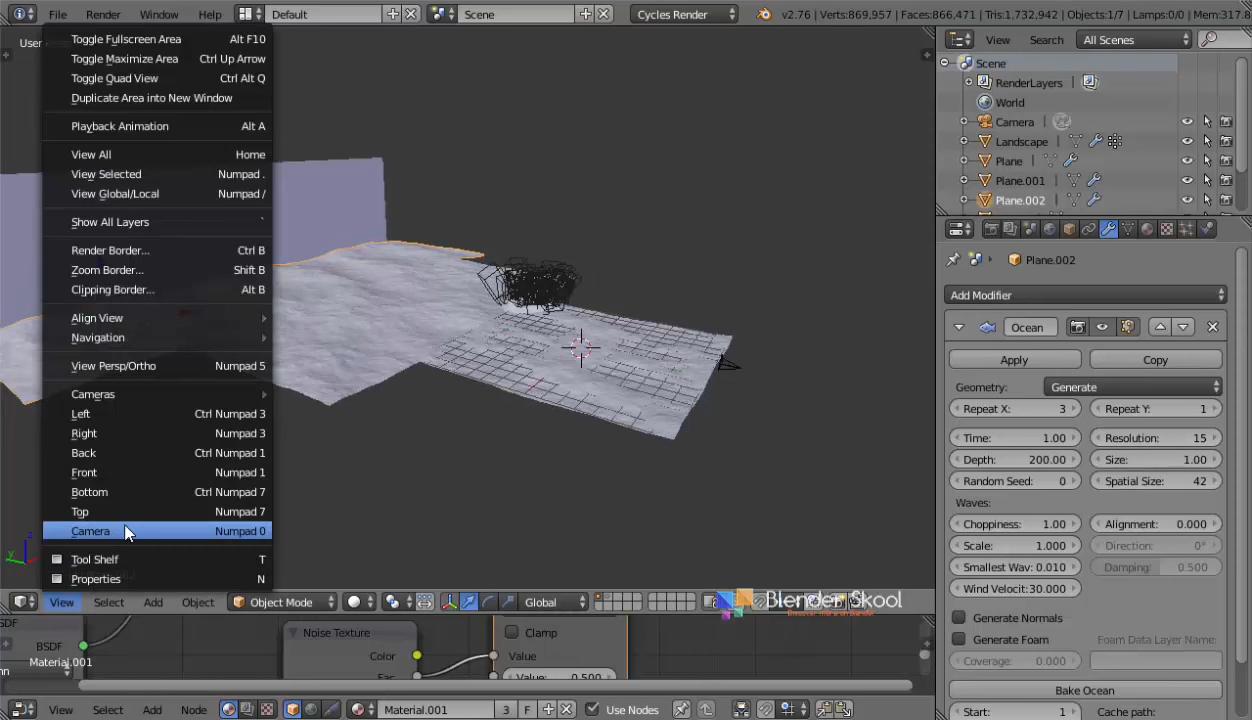 File Render Window Help Default Scene Cycles Render v2.76 | Verts:869,957 | Faces:866,471 | Tris:1,732,942 | Objects:1/7 | Lamps:0/0 | Mem:317.8
User
Toggle Fullscreen Area Alt F10
Toggle Maximize Area Ctrl Up Arrow
Toggle Quad View Ctrl Alt Q
Duplicate Area into New Window
Playback Animation Alt A
View All Home
View Selected Numpad .
View Global/Local Numpad /
Show All Layers `
Render Border... Ctrl B
Zoom Border... Shift B
Clipping Border... Alt B
Align View
Navigation
View Persp/Ortho Numpad 5
Cameras
Left Ctrl Numpad 3
Right Numpad 3
Back Ctrl Numpad 1
Front Numpad 1
Bottom Ctrl Numpad 7
Top Numpad 7
Camera Numpad 0
Tool Shelf T
Properties N
View Select Add Object Object Mode Global
Blender Skool
View Search All Scenes
Scene
RenderLayers
World
Camera
Landscape
Plane
Plane.001
Plane.002
Plane.002
Add Modifier
Ocean
Apply Copy
Geometry: Generate
Repeat X: 3 Repeat Y: 1
Time: 1.00 Resolution: 15
Depth: 200.00 Size: 1.00
Random Seed: 0 Spatial Size: 42
Waves:
Choppiness: 1.00 Alignment: 0.000
Scale: 1.000 Direction: 0°
Smallest Wav: 0.010 Damping: 0.500
Wind Velocit: 30.000
Generate Normals
Generate Foam Foam Data Layer Name:
Coverage: 0.000
Bake Ocean
Start: 1 Cache path:
BSDF
Material.001
Noise Texture
Color
Fac
Clamp
Value
Value: 0.500
View Select Add Node Material.001 3 F Use Nodes